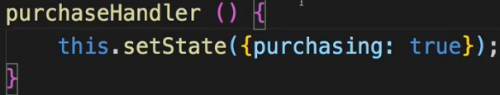 purchaseHandler () {
this.setState({purchasing: true});
}